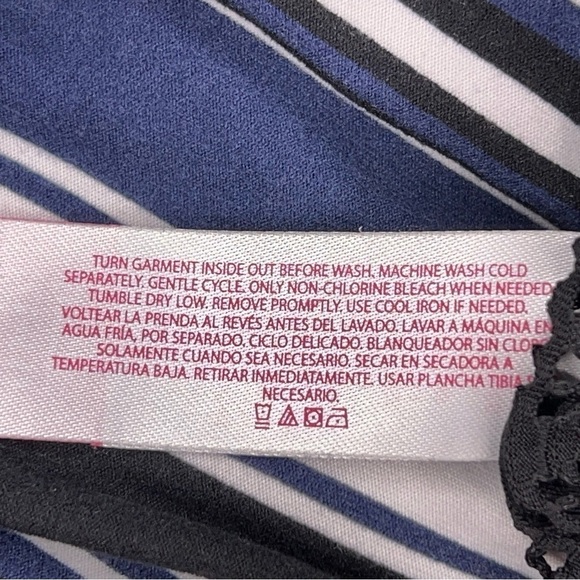 TURN GARMENT INSIDE OUT BEFORE WASH. MACHINE WASH COLD
SEPARATELY. GENTLE CYCLE. ONLY NON-CHLORINE BLEACH WHEN NEEDED.
TUMBLE DRY LOW. REMOVE PROMPTLY. USE COOL IRON IF NEEDED.
VOLTEAR LA PRENDA AL REVÉS ANTES DEL LAVADO. LAVAR A MÁQUINA EN
AGUA FRÍA, POR SEPARADO. CICLO DELICADO. BLANQUEADOR SIN CLOR
SOLAMENTE CUANDO SEA NECESARIO. SECAR EN SECADORA A
TEMPERATURA BAJA. RETIRAR INMEDIATAMENTE. USAR PLANCHA TIBIA
NECESARIO.